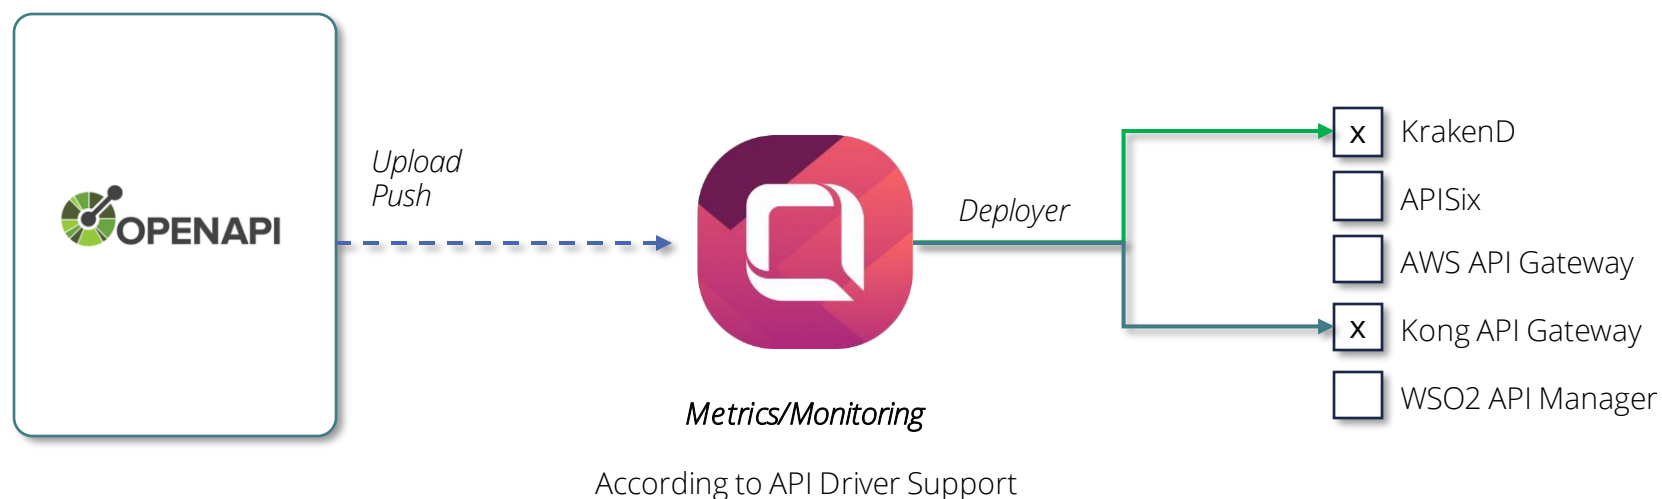 OPENAPI
Upload
Push
Deployer
x KrakenD
APISix
AWS API Gateway
x Kong API Gateway
WSO2 API Manager
Metrics/Monitoring
According to API Driver Support